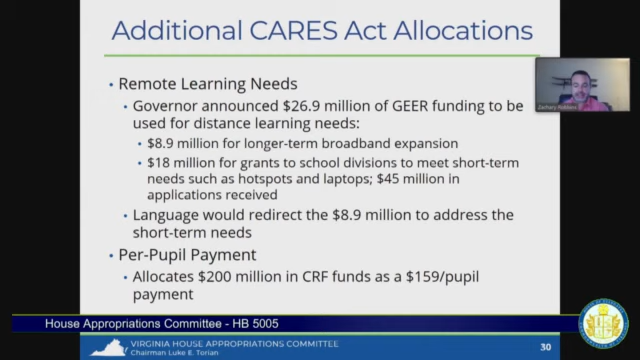 Additional CARES Act Allocations
• Remote Learning Needs
• Governor announced $26.9 million of GEER funding to be
used for distance learning needs:
• $8.9 million for longer-term broadband expansion
• $18 million for grants to school divisions to meet short-term
needs such as hotspots and laptops; $45 million in
applications received
• Language would redirect the $8.9 million to address the
short-term needs
• Per-Pupil Payment
• Allocates $200 million in CRF funds as a $159/pupil
payment
House Appropriations Committee - HB 5005
VIRGINIA HOUSE APPROPRIATIONS COMMITTEE
Chairman Luke E. Torian
30
Zachary